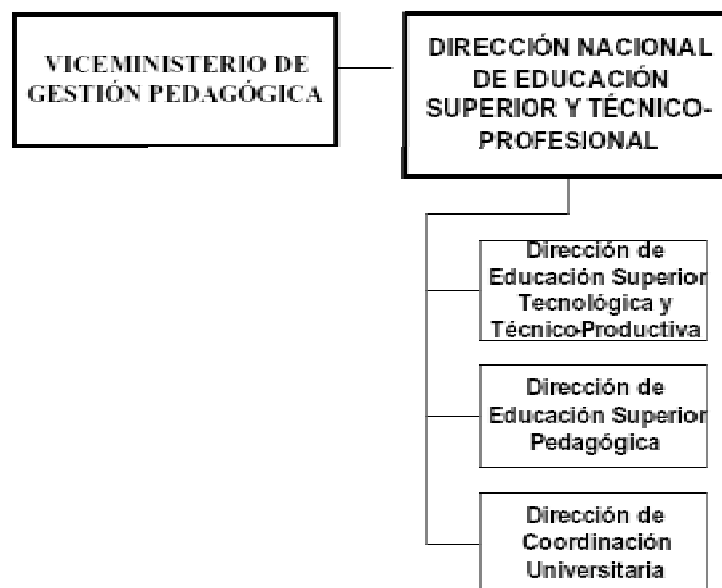 VICEMINISTERIO DE
GESTIÓN PEDAGÓGICA
DIRECCIÓN NACIONAL
DE EDUCACIÓN
SUPERIOR Y TÉCNICO-
PROFESIONAL
Dirección de
Educación Superior
Tecnológica y
Técnico-Productiva
Dirección de
Educación Superior
Pedagógica
Dirección de
Coordinación
Universitaria